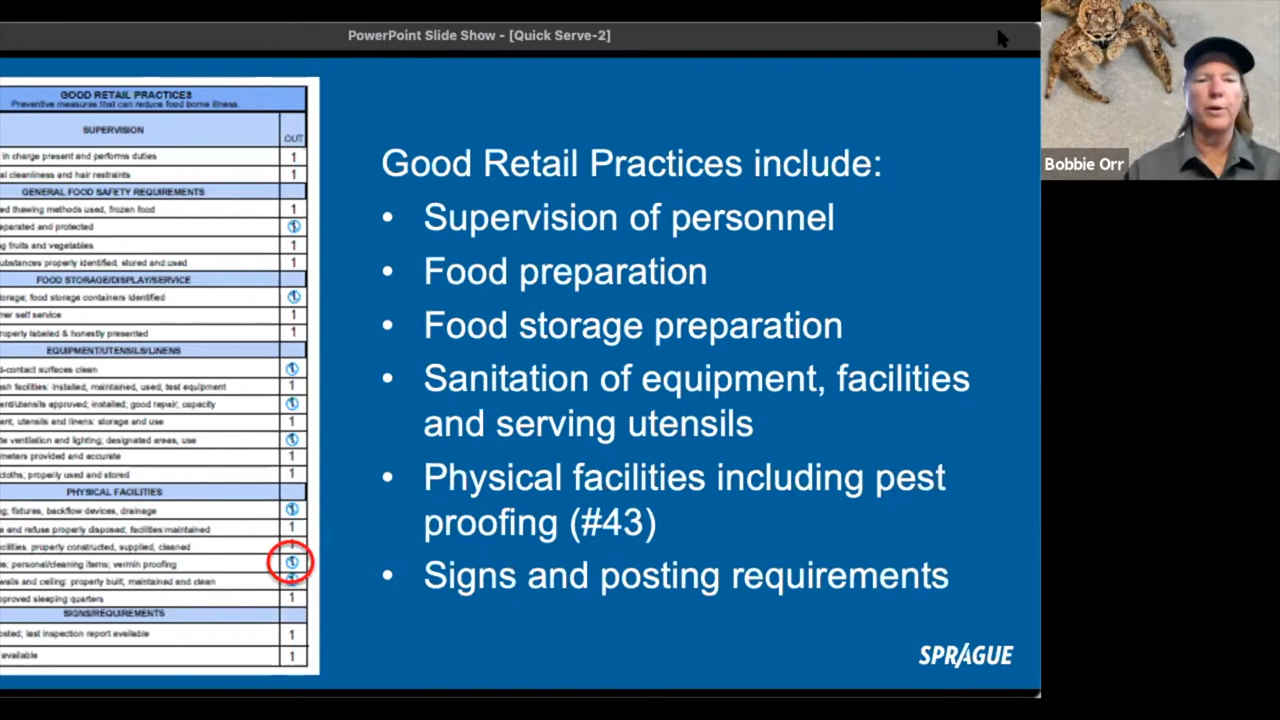 PowerPoint Slide Show - [Quick Serve-2]
GOOD RETAIL PRACTICES
Preventive measures that can reduce food borne illness.
SUPERVISION
OUT
in charge present and performs duties
1
al cleanliness and hair restraints
1
GENERAL FOOD SAFETY REQUIREMENTS
ed thawing methods used, frozen food
1
eparated and protected
1
g fruits and vegetables
1
ubstances properly identified, stored and used
1
FOOD STORAGE/DISPLAY/SERVICE
torage; food storage containers identified
1
mer self service
1
roperly labeled & honestly presented
1
EQUIPMENT/UTENSILS/LINENS
d-contact surfaces clean
1
sh facilities: installed, maintained, used, test equipment
1
ent/utensils approved; installed; good repair; capacity
1
ent, utensils and linens: storage and use
1
te ventilation and lighting; designated areas, use
1
meters provided and accurate
1
cloths; properly used and stored
1
PHYSICAL FACILITIES
g; fixtures, backflow devices, drainage
1
e and refuse properly disposed; facilities maintained
1
cilities: properly constructed, supplied, cleaned
1
es; personal/cleaning items; vermin proofing
1
walls and ceiling: properly built, maintained and clean
1
pproved sleeping quarters
1
SIGNS/REQUIREMENTS
osted; last inspection report available
1
available
1
Good Retail Practices include:
• Supervision of personnel
• Food preparation
• Food storage preparation
• Sanitation of equipment, facilities
and serving utensils
• Physical facilities including pest
proofing (#43)
• Signs and posting requirements
SPRAGUE
Bobbie Orr